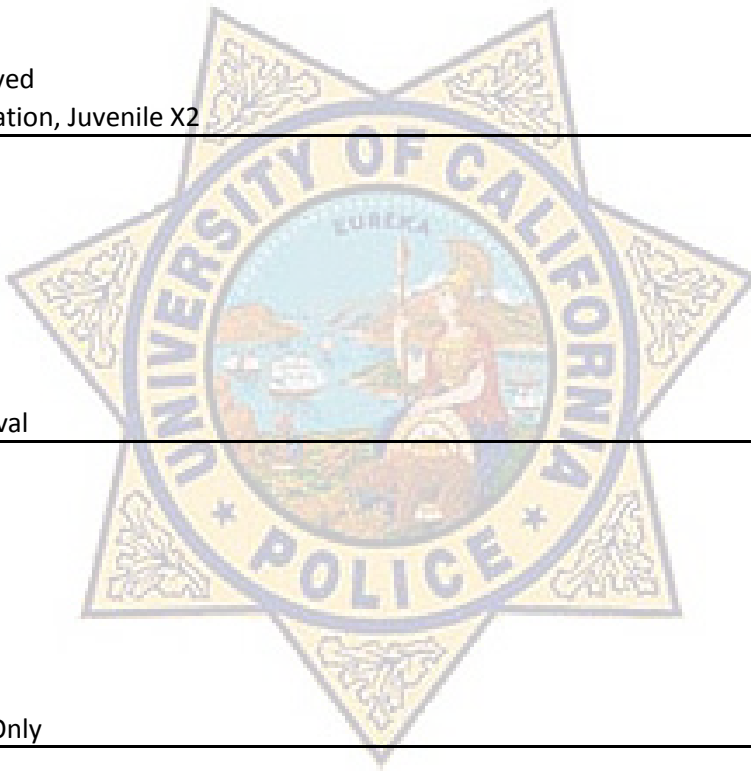 ved
ation, Juvenile X2
UNIVERSITY OF CALIFORNIA
EUREKA
val
POLICE
Only